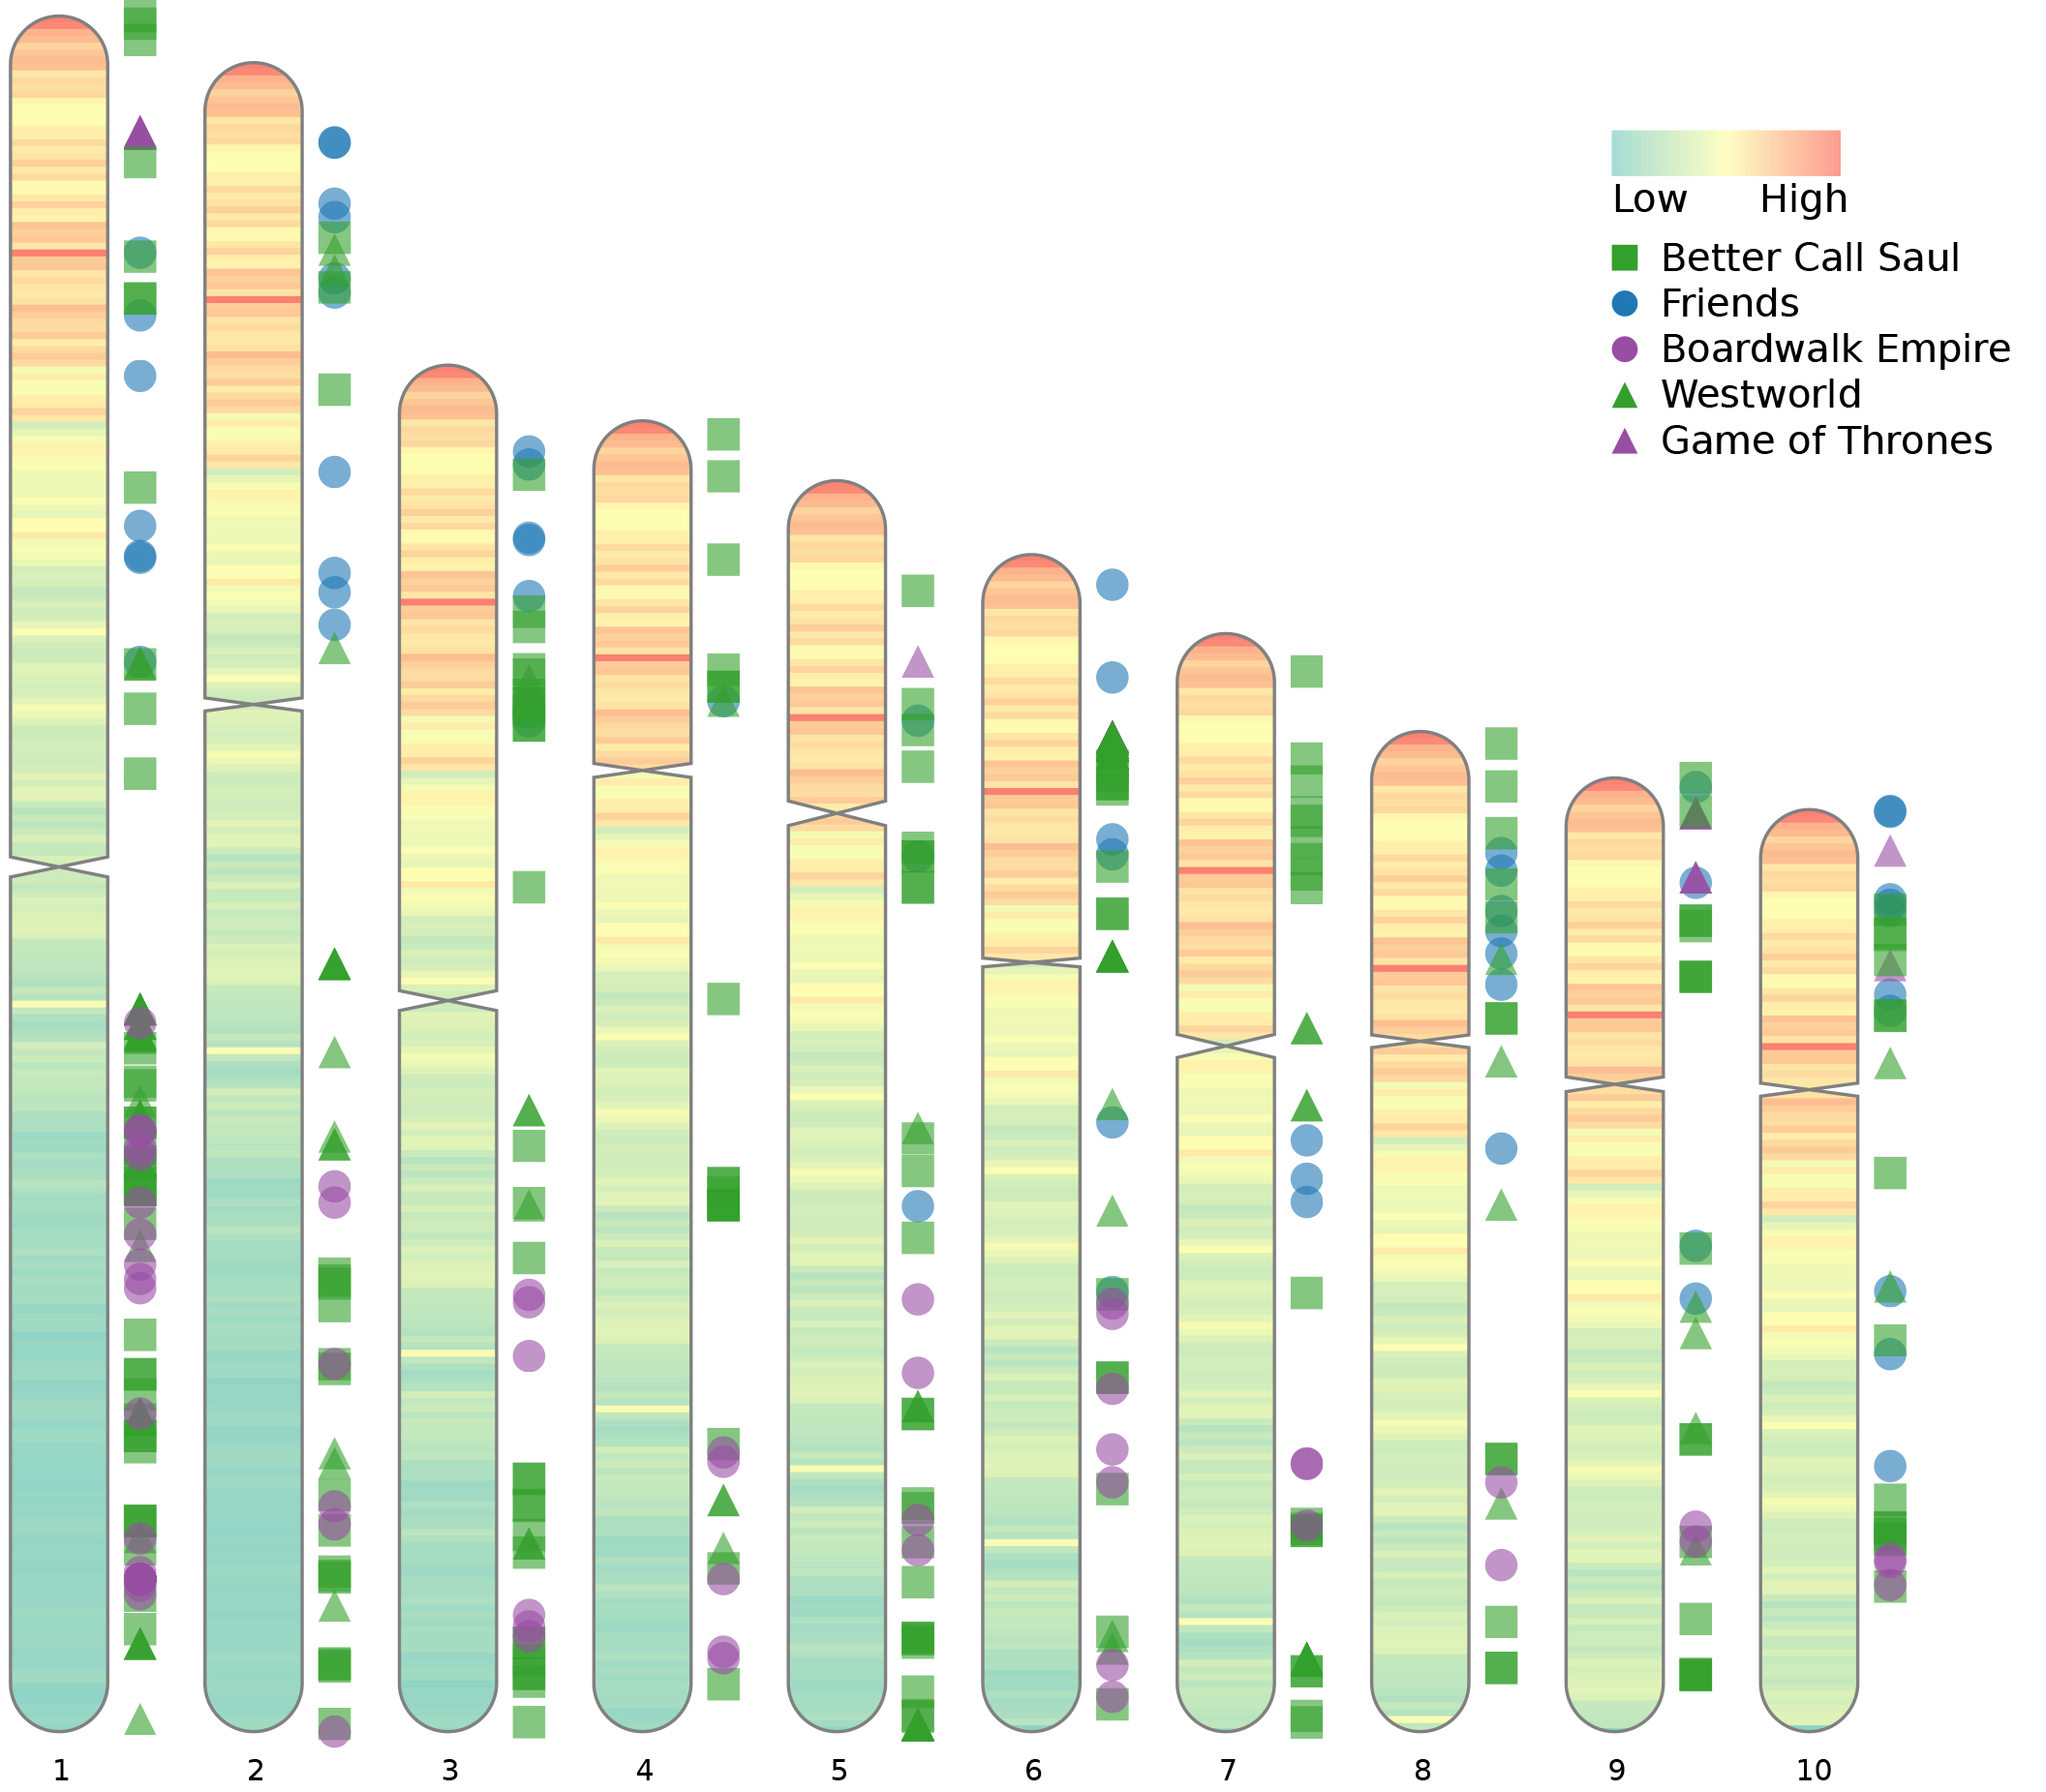 Low High
Better Call Saul
Friends
Boardwalk Empire
Westworld
Game of Thrones
1 2 3 4 5 6 7 8 9 10